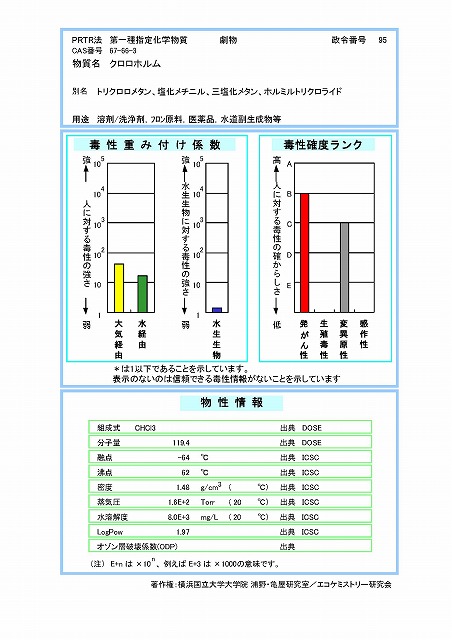 PRTR法 第一種指定化学物質 劇物 政令番号 95
CAS番号 67-66-3
物質名 クロロホルム
別名 トリクロロメタン、塩化メチニル、三塩化メタン、ホルミルトリクロライド
用途 溶剤/洗浄剤, フロン原料, 医薬品, 水道副生成物等
毒性重み付け係数
強 ← 人に対する毒性の強さ → 弱
10^5
10^4
10^3
10^2
10
1
大気経由
水経由
強 ← 水生生物に対する毒性の強さ → 弱
10^5
10^4
10^3
10^2
10
1
水生生物
毒性確度ランク
高 ← 人に対する毒性の確からしさ → 低
A
B
C
D
E
発がん性
生殖毒性
変異原性
感作性
*は1以下であることを示しています。
表示のないのは信頼できる毒性情報がないことを示しています
物性情報
組成式 CHCl3 出典 DOSE
分子量 119.4 出典 DOSE
融点 -64 ℃ 出典 ICSC
沸点 62 ℃ 出典 ICSC
密度 1.48 g/cm3 ( ℃) 出典 ICSC
蒸気圧 1.6E+2 Torr (20 ℃) 出典 ICSC
水溶解度 8.0E+3 mg/L (20 ℃) 出典 ICSC
LogPow 1.97 出典 ICSC
オゾン層破壊係数(ODP) 出典
(注) E+n は ×10^n、例えば E+3 は ×1000の意味です。
著作権:横浜国立大学大学院 浦野・亀屋研究室/エコケミストリー研究会